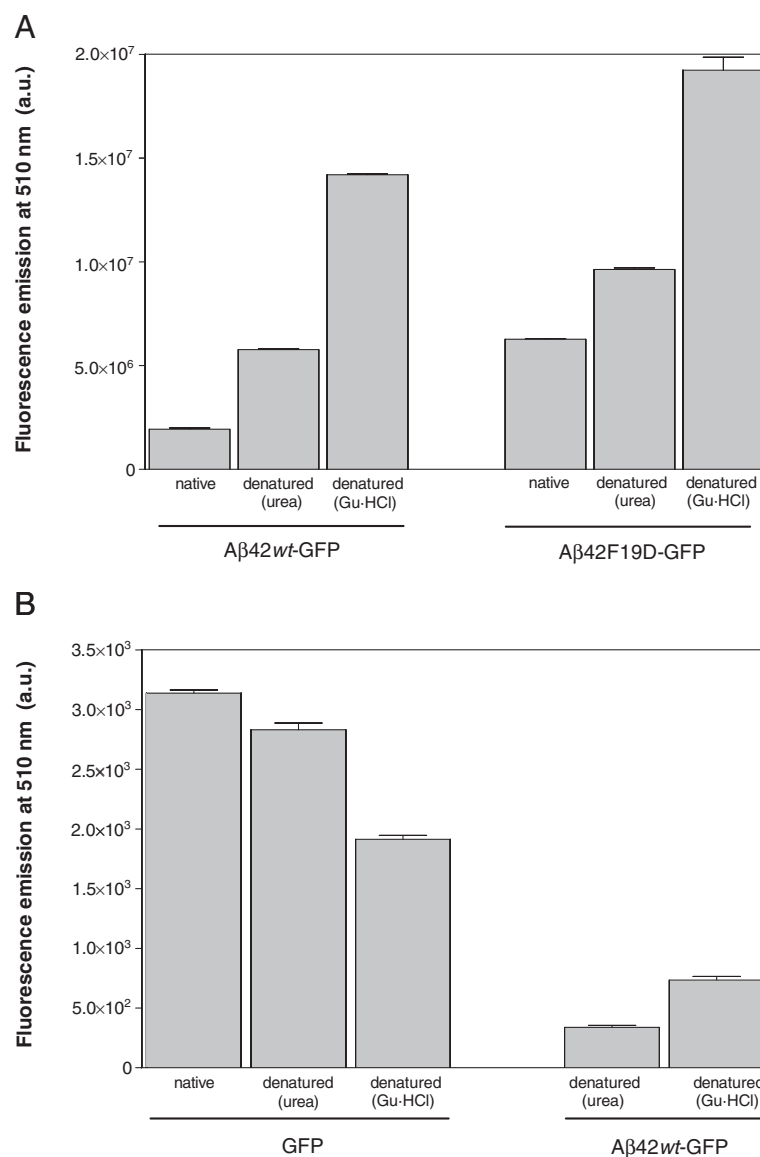 A
Fluorescence emission at 510 nm (a.u.)
2.0×10⁷
1.5×10⁷
1.0×10⁷
5.0×10⁶
0
native
denatured
(urea)
denatured
(Gu·HCl)
native
denatured
(urea)
denatured
(Gu·HCl)
Aβ42wt-GFP
Aβ42F19D-GFP
B
Fluorescence emission at 510 nm (a.u.)
3.5×10³
3.0×10³
2.5×10³
2.0×10³
1.5×10³
1.0×10³
5.0×10²
0
native
denatured
(urea)
denatured
(Gu·HCl)
denatured
(urea)
denatured
(Gu·HCl)
GFP
Aβ42wt-GFP